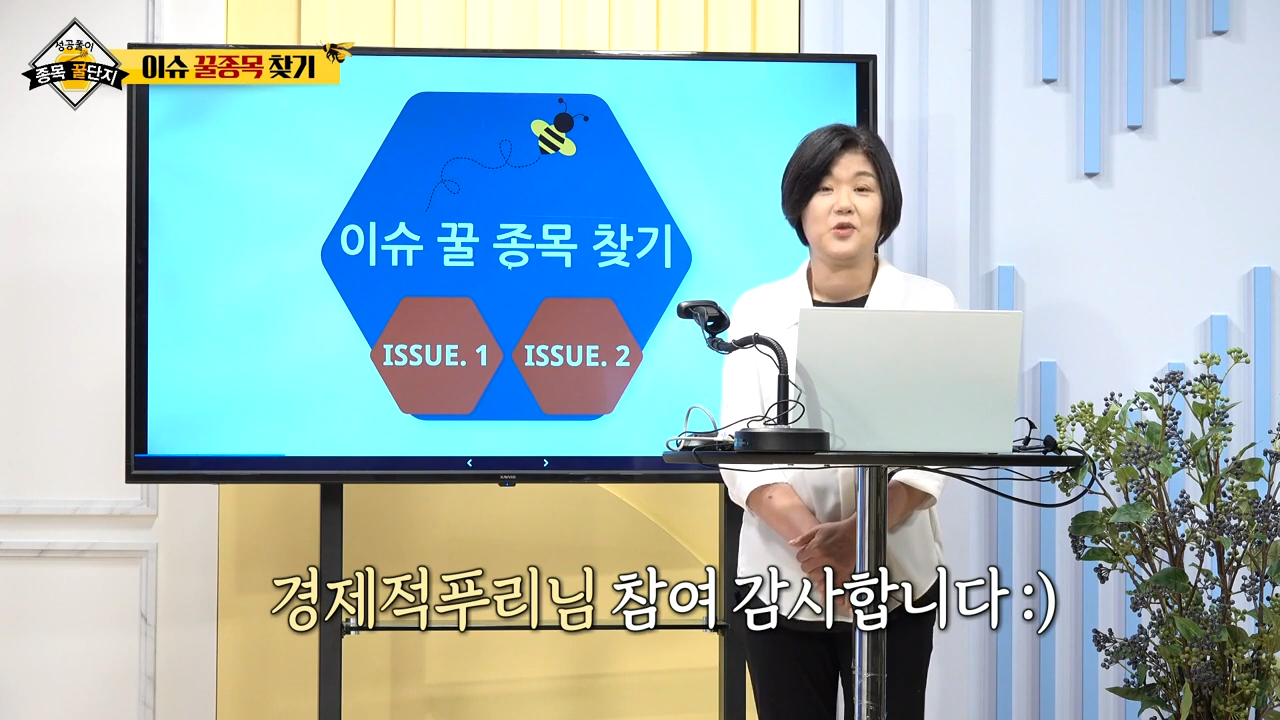 성공풀이
종목 꿀단지
이슈 꿀종목 찾기
이슈 꿀 종목 찾기
ISSUE. 1
ISSUE. 2
경제적푸리님 참여 감사합니다 :)